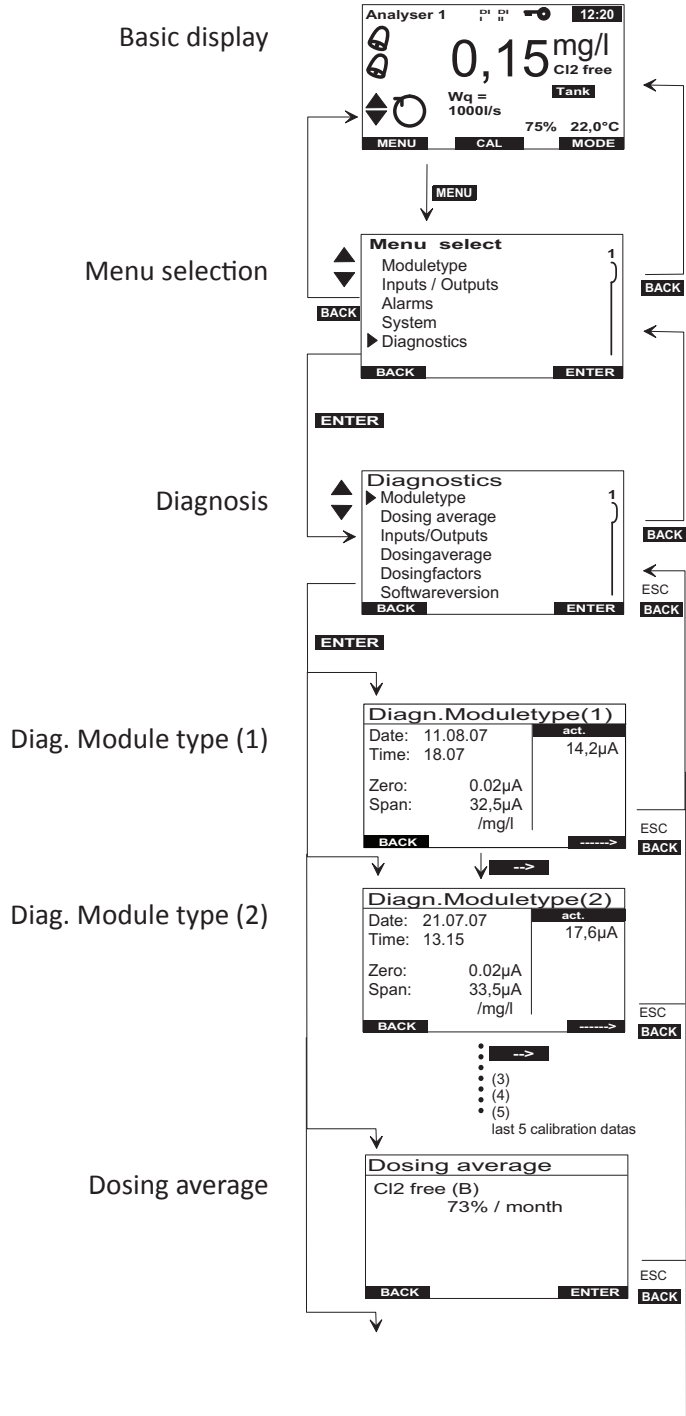 Basic display
Analyser 1 DI DI 12:20
I II
0,15 mg/l
Cl2 free
Tank
Wq =
1000l/s
75% 22,0°C
MENU CAL MODE
MENU
Menu selection
Menu select
1
Moduletype
Inputs / Outputs
Alarms
System
Diagnostics
BACK ENTER
BACK
BACK
ENTER
Diagnosis
Diagnostics
1
Moduletype
Dosing average
Inputs/Outputs
Dosingaverage
Dosingfactors
Softwareversion
BACK ENTER
BACK
ESC
BACK
ENTER
Diag. Module type (1)
Diagn.Moduletype(1)
Date: 11.08.07 act.
Time: 18.07 14,2µA
Zero: 0.02µA
Span: 32,5µA
/mg/l
BACK ------>
ESC
BACK
-->
Diag. Module type (2)
Diagn.Moduletype(2)
Date: 21.07.07 act.
Time: 13.15 17,6µA
Zero: 0.02µA
Span: 33,5µA
/mg/l
BACK ------>
ESC
BACK
-->
(3)
(4)
(5)
last 5 calibration datas
Dosing average
Dosing average
Cl2 free (B)
73% / month
BACK ENTER
ESC
BACK